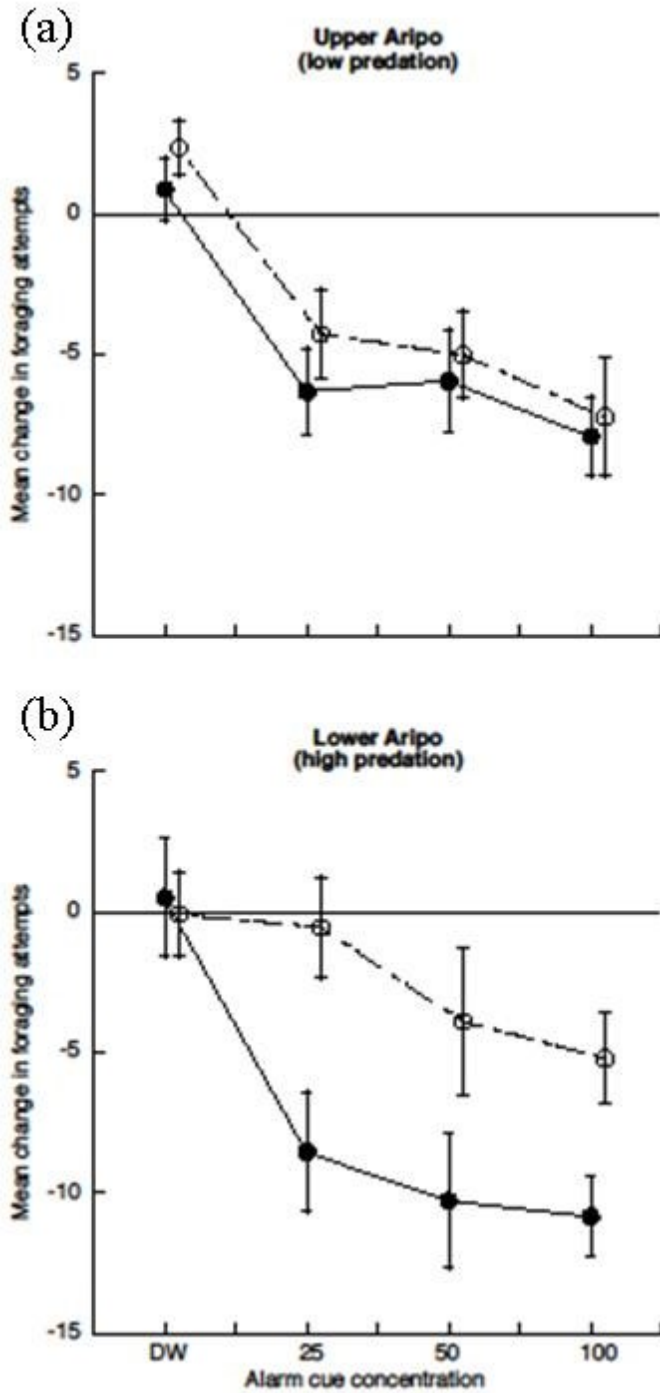 (a)
Upper Aripo
(low predation)
5
0
-5
-10
-15
Mean change in foraging attempts
(b)
Lower Aripo
(high predation)
5
0
-5
-10
-15
Mean change in foraging attempts
DW 25 50 100
Alarm cue concentration